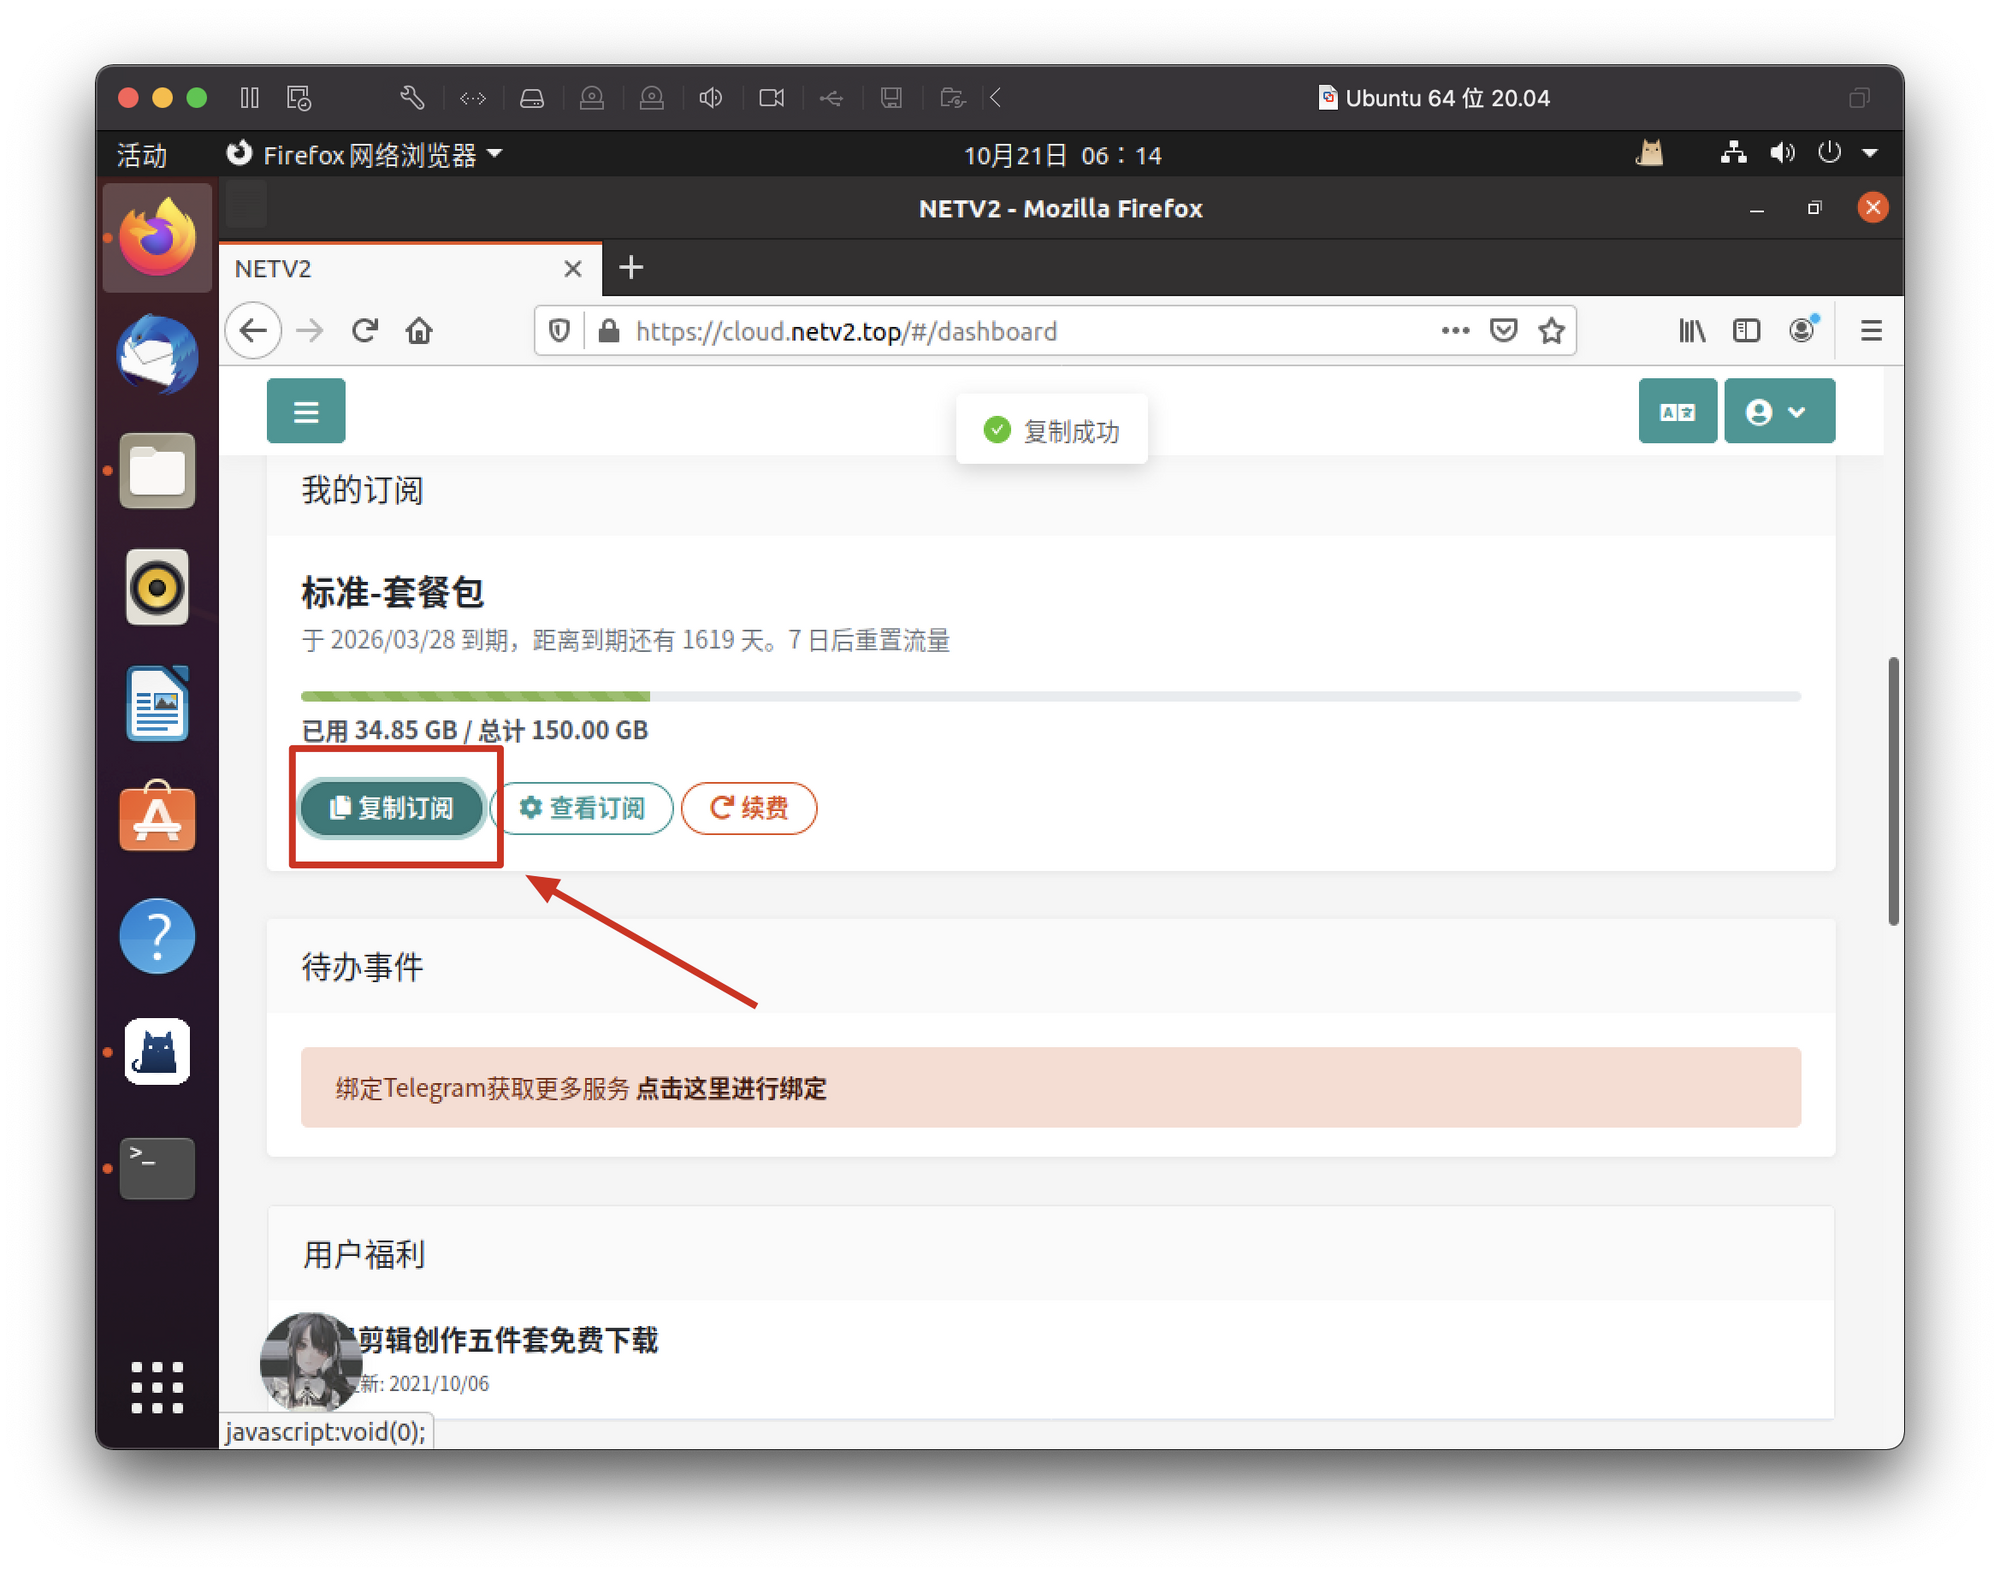 Ubuntu 64 位 20.04
活动
Firefox 网络浏览器
10月21日 06：14
NETV2 - Mozilla Firefox
NETV2
https://cloud.netv2.top/#/dashboard
复制成功
我的订阅
标准-套餐包
于 2026/03/28 到期，距离到期还有 1619 天。7 日后重置流量
已用 34.85 GB / 总计 150.00 GB
复制订阅
查看订阅
续费
待办事件
绑定Telegram获取更多服务 点击这里进行绑定
用户福利
剪辑创作五件套免费下载
新: 2021/10/06
javascript:void(0);